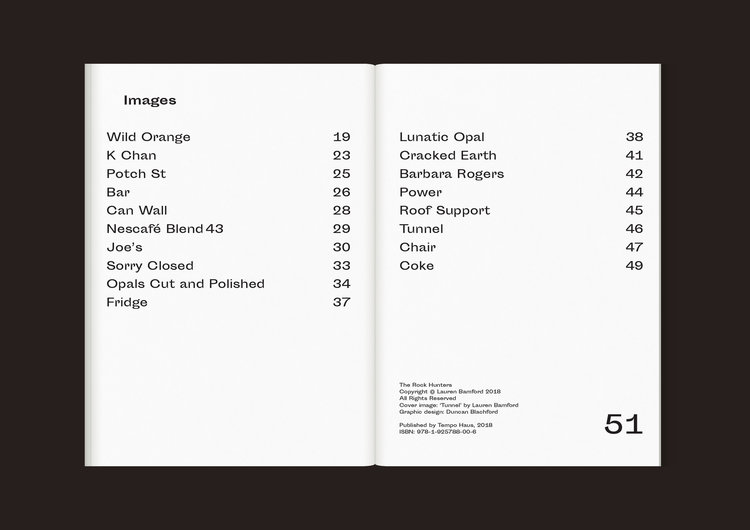 Images
Wild Orange 19
K Chan 23
Potch St 25
Bar 26
Can Wall 28
Nescafé Blend 43 29
Joe's 30
Sorry Closed 33
Opals Cut and Polished 34
Fridge 37
Lunatic Opal 38
Cracked Earth 41
Barbara Rogers 42
Power 44
Roof Support 45
Tunnel 46
Chair 47
Coke 49
The Rock Hunters
Copyright © Lauren Bamford 2018
All Rights Reserved
Cover image: 'Tunnel' by Lauren Bamford
Graphic design: Duncan Blachford
Published by Tempo Haus, 2018
ISBN: 978-1-925788-00-6
51